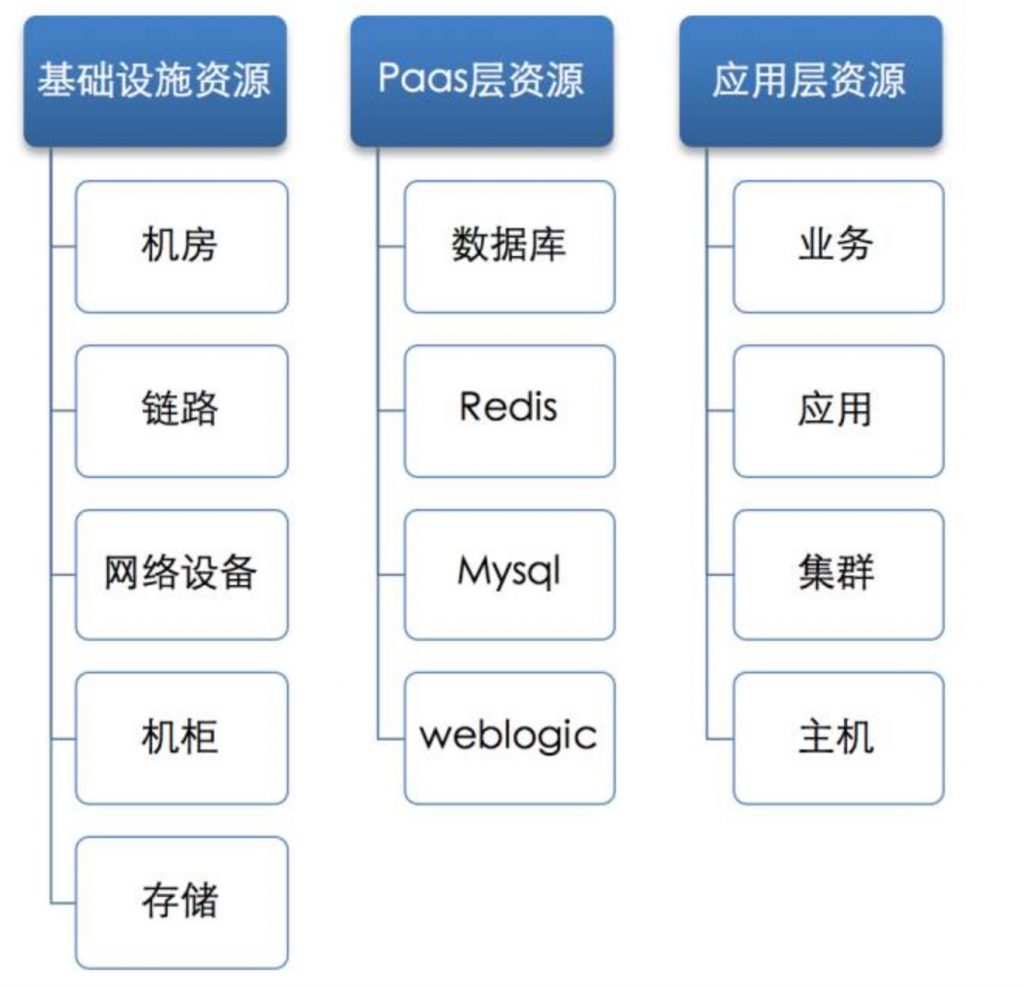 基础设施资源
机房
链路
网络设备
机柜
存储
Paas层资源
数据库
Redis
Mysql
weblogic
应用层资源
业务
应用
集群
主机